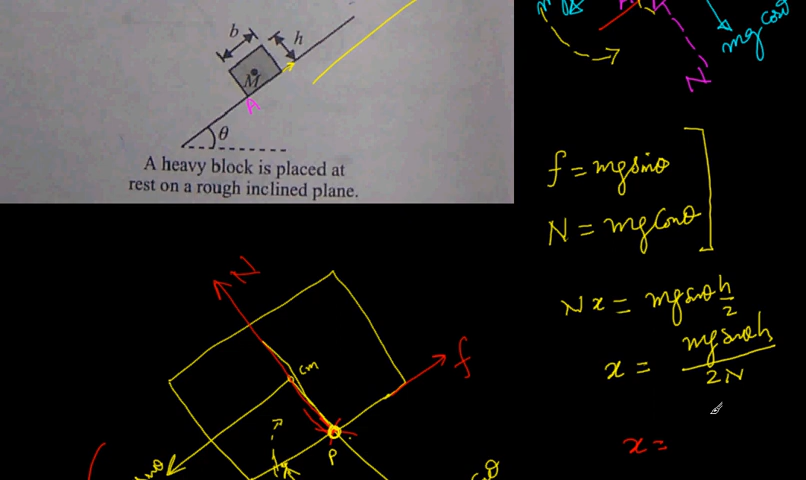 b
h
M
A
θ
A heavy block is placed at
rest on a rough inclined plane.
mg cosθ
N
f = mg sinθ
N = mg Cosθ
N x = mg sinθ h/2
x = mg sinθ h / 2N
x =
N
cm
f
P